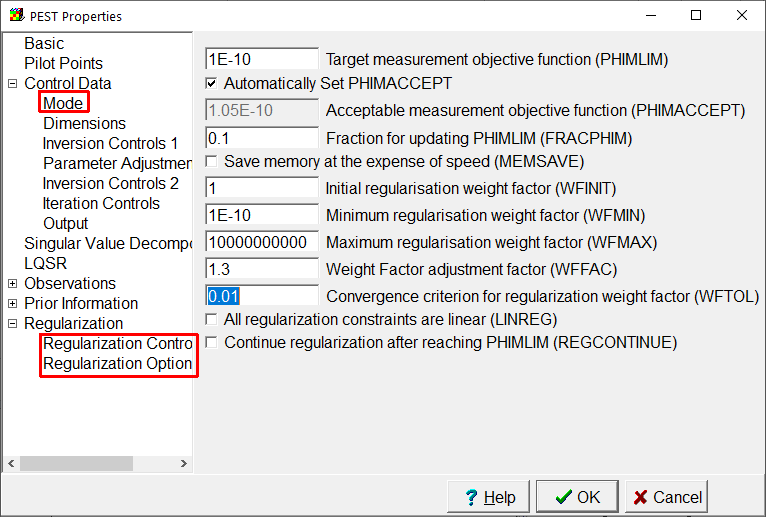 PEST Properties
Basic
Pilot Points
Control Data
Mode
Dimensions
Inversion Controls 1
Parameter Adjustmen
Inversion Controls 2
Iteration Controls
Output
Singular Value Decompo
LQSR
Observations
Prior Information
Regularization
Regularization Contro
Regularization Option
1E-10 Target measurement objective function (PHIMLIM)
Automatically Set PHIMACCEPT
1.05E-10 Acceptable measurement objective function (PHIMACCEPT)
0.1 Fraction for updating PHIMLIM (FRACPHIM)
Save memory at the expense of speed (MEMSAVE)
1 Initial regularisation weight factor (WFINIT)
1E-10 Minimum regularisation weight factor (WFMIN)
10000000000 Maximum regularisation weight factor (WFMAX)
1.3 Weight Factor adjustment factor (WFFAC)
0.01 Convergence criterion for regularization weight factor (WFTOL)
All regularization constraints are linear (LINREG)
Continue regularization after reaching PHIMLIM (REGCONTINUE)
? Help
OK
Cancel